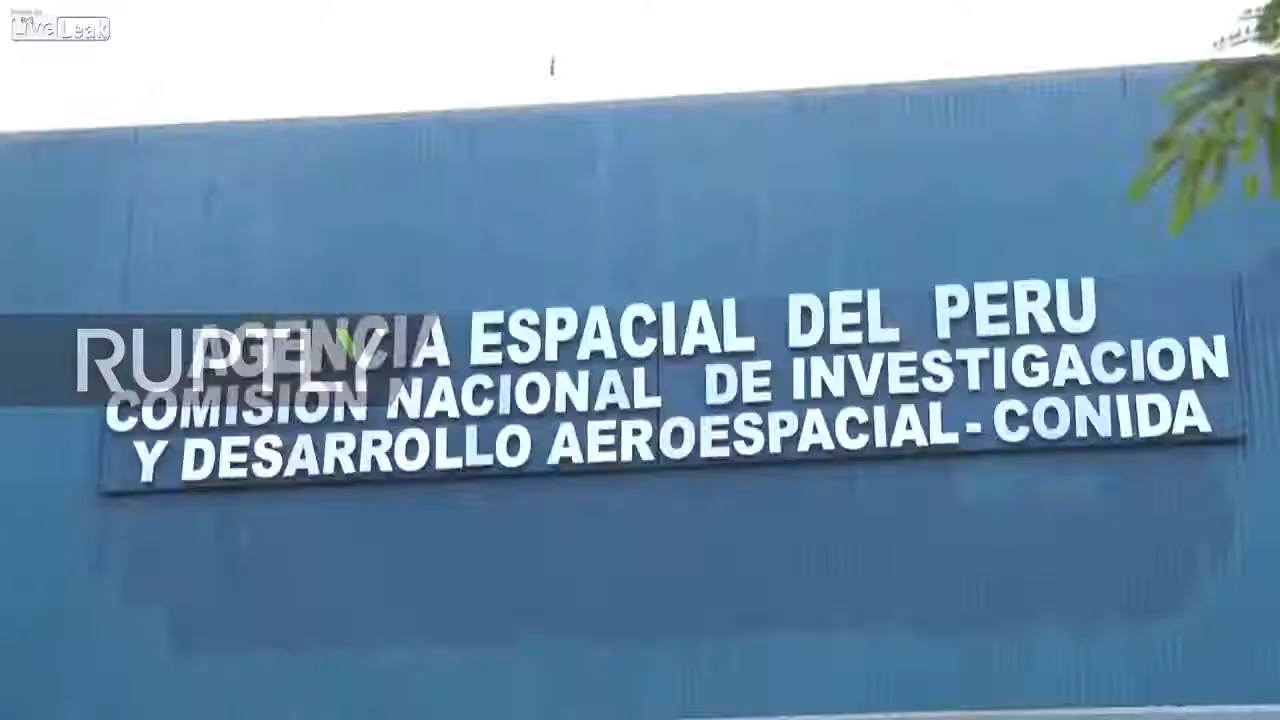 LiveLeak
RUPTLY
AGENCIA ESPACIAL DEL PERU
COMISION NACIONAL DE INVESTIGACION
Y DESARROLLO AEROESPACIAL - CONIDA